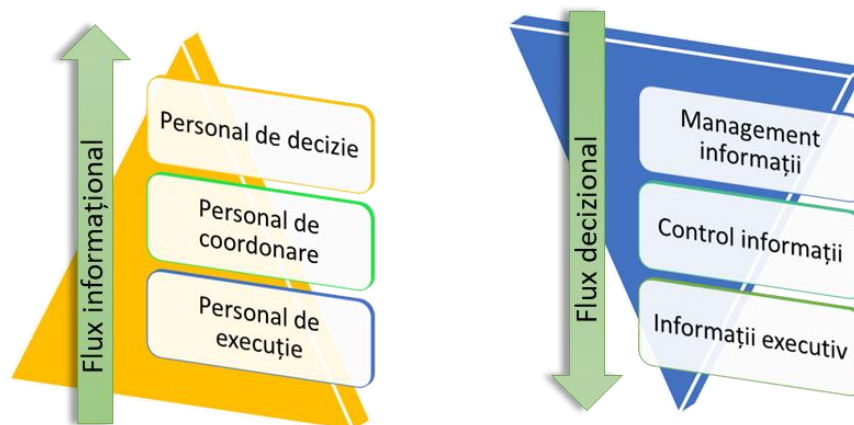 Flux informațional
Personal de decizie
Personal de
coordonare
Personal de
execuție
Flux decizional
Management
informații
Control informații
Informații executiv